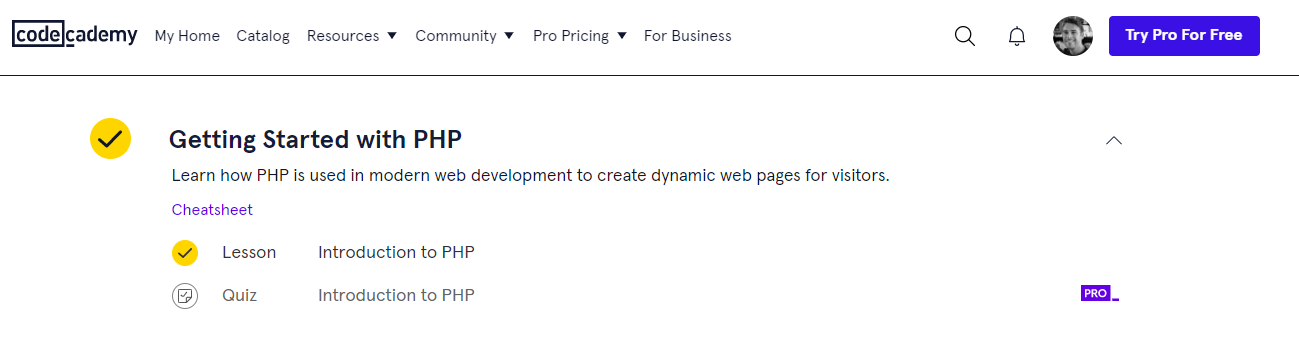 codecademy My Home Catalog Resources Community Pro Pricing For Business Try Pro For Free
Getting Started with PHP
Learn how PHP is used in modern web development to create dynamic web pages for visitors.
Cheatsheet
Lesson Introduction to PHP
Quiz Introduction to PHP PRO_